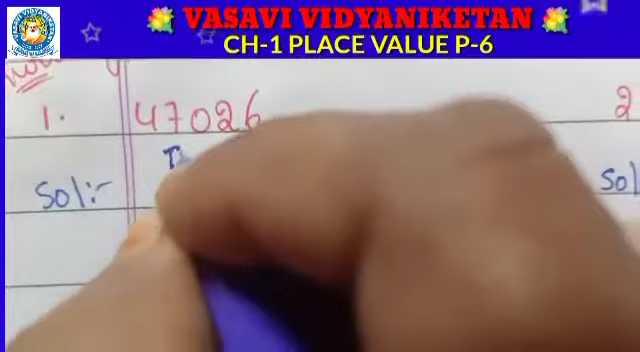 VASAVI VIDYANIKETAN
CH-1 PLACE VALUE P-6
1. 47026
2
Sol:-
Sol